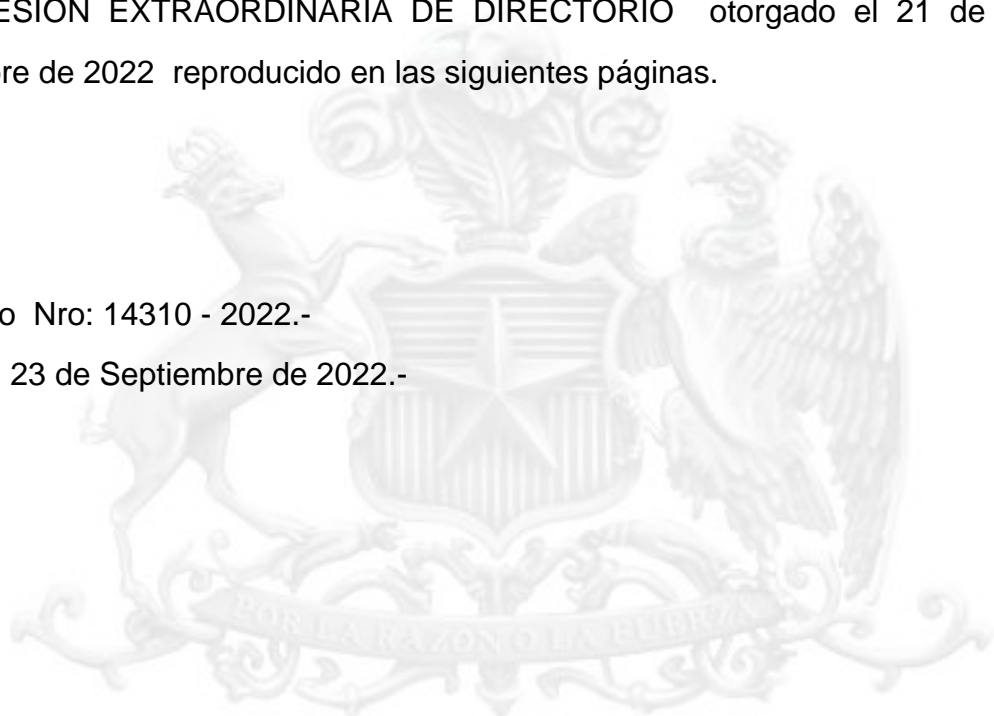 ESIÓN EXTRAORDINARIA DE DIRECTORIO otorgado el 21 de
re de 2022 reproducido en las siguientes páginas.
o Nro: 14310 - 2022.-
23 de Septiembre de 2022.-
POR LA RAZON O LA FUERZA